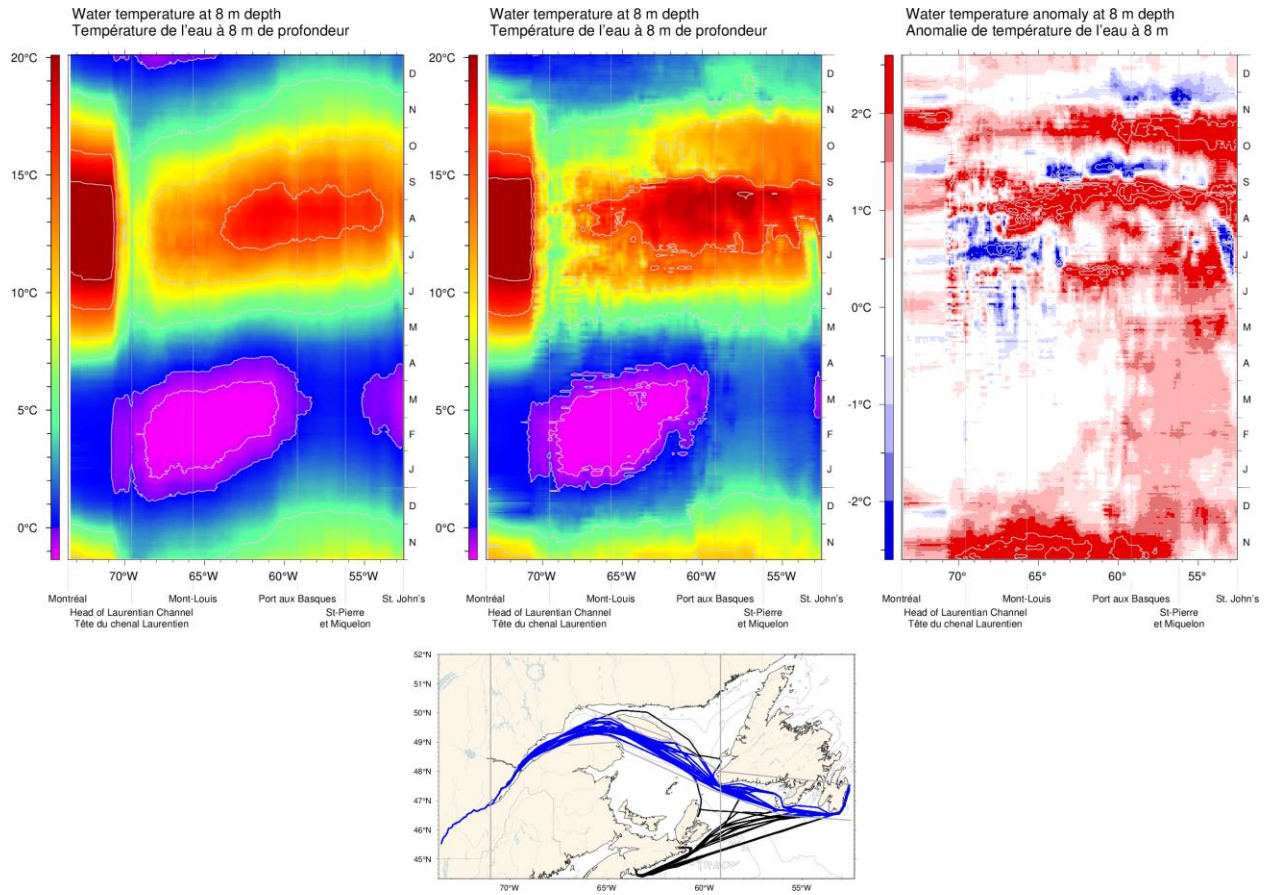 Water temperature at 8 m depth
Température de l'eau à 8 m de profondeur
20°C
15°C
10°C
5°C
0°C
D
N
O
S
A
J
J
M
A
M
F
J
D
N
70°W
65°W
60°W
55°W
Montréal
Mont-Louis
Port aux Basques
St. John's
Head of Laurentian Channel
St-Pierre
Tête du chenal Laurentien
et Miquelon
Water temperature at 8 m depth
Température de l'eau à 8 m de profondeur
20°C
15°C
10°C
5°C
0°C
D
N
O
S
A
J
J
M
A
M
F
J
D
N
70°W
65°W
60°W
55°W
Montréal
Mont-Louis
Port aux Basques
St. John's
Head of Laurentian Channel
St-Pierre
Tête du chenal Laurentien
et Miquelon
Water temperature anomaly at 8 m depth
Anomalie de température de l'eau à 8 m
2°C
1°C
0°C
-1°C
-2°C
D
N
O
S
A
J
J
M
A
M
F
J
D
N
70°
65°
60°
55°
Montréal
Mont-Louis
Port aux Basques
St. John's
Head of Laurentian Channel
St-Pierre
Tête du chenal Laurentien
et Miquelon
52°N
51°N
50°N
49°N
48°N
47°N
46°N
45°N
70°W
65°W
60°W
55°W